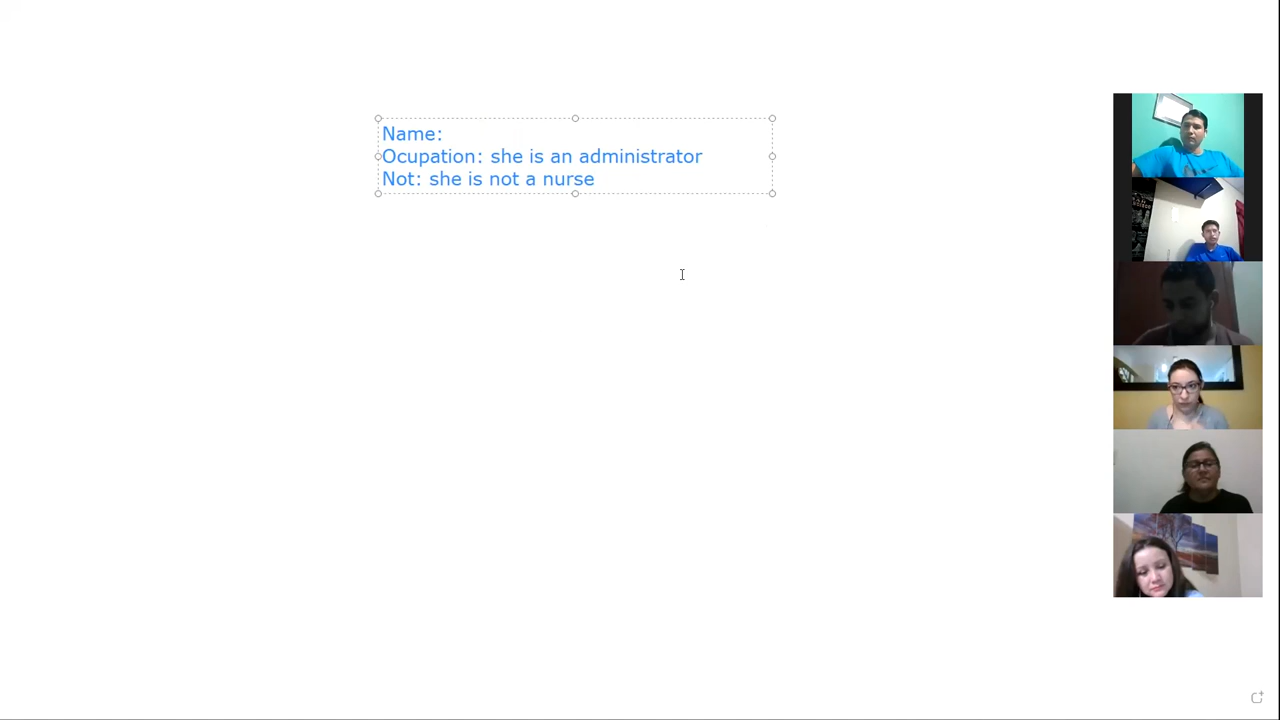 Name:
Ocupation: she is an administrator
Not: she is not a nurse